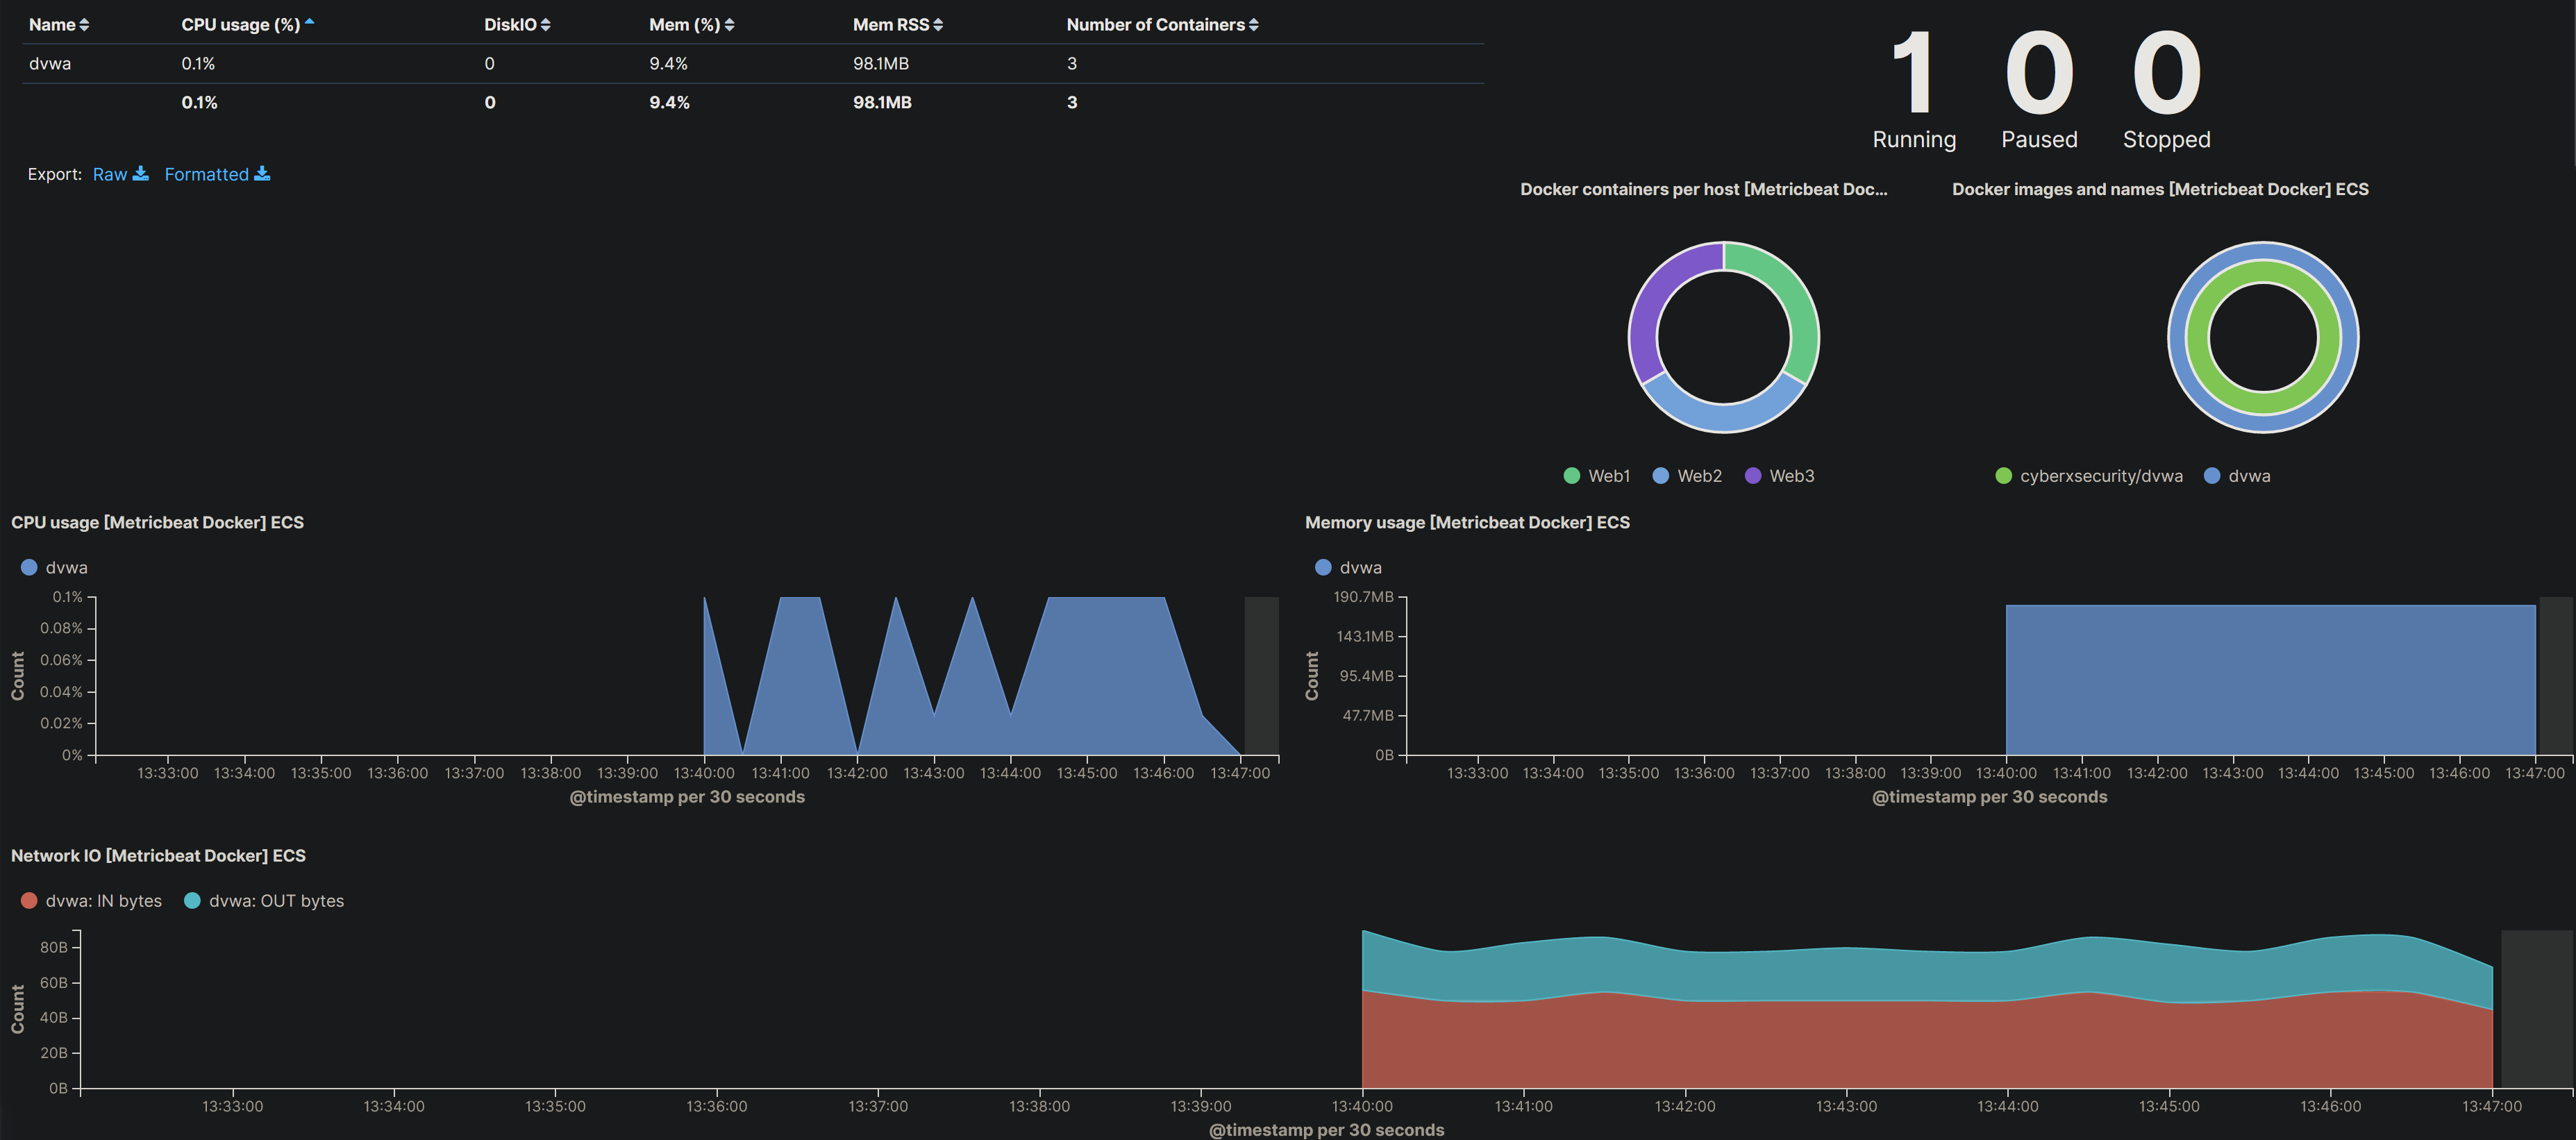 Name CPU usage (%) DiskIO Mem (%) Mem RSS Number of Containers
dvwa 0.1% 0 9.4% 98.1MB 3
0.1% 0 9.4% 98.1MB 3
Export: Raw Formatted
1 0 0
Running Paused Stopped
Docker containers per host [Metricbeat Doc...
Web1 Web2 Web3
Docker images and names [Metricbeat Docker] ECS
cyberxsecurity/dvwa dvwa
CPU usage [Metricbeat Docker] ECS
dvwa
Count
0.1%
0.08%
0.06%
0.04%
0.02%
0%
13:33:00 13:34:00 13:35:00 13:36:00 13:37:00 13:38:00 13:39:00 13:40:00 13:41:00 13:42:00 13:43:00 13:44:00 13:45:00 13:46:00 13:47:00
@timestamp per 30 seconds
Memory usage [Metricbeat Docker] ECS
dvwa
Count
190.7MB
143.1MB
95.4MB
47.7MB
0B
13:33:00 13:34:00 13:35:00 13:36:00 13:37:00 13:38:00 13:39:00 13:40:00 13:41:00 13:42:00 13:43:00 13:44:00 13:45:00 13:46:00 13:47:00
@timestamp per 30 seconds
Network IO [Metricbeat Docker] ECS
dvwa: IN bytes dvwa: OUT bytes
Count
80B
60B
40B
20B
0B
13:33:00 13:34:00 13:35:00 13:36:00 13:37:00 13:38:00 13:39:00 13:40:00 13:41:00 13:42:00 13:43:00 13:44:00 13:45:00 13:46:00 13:47:00
@timestamp per 30 seconds